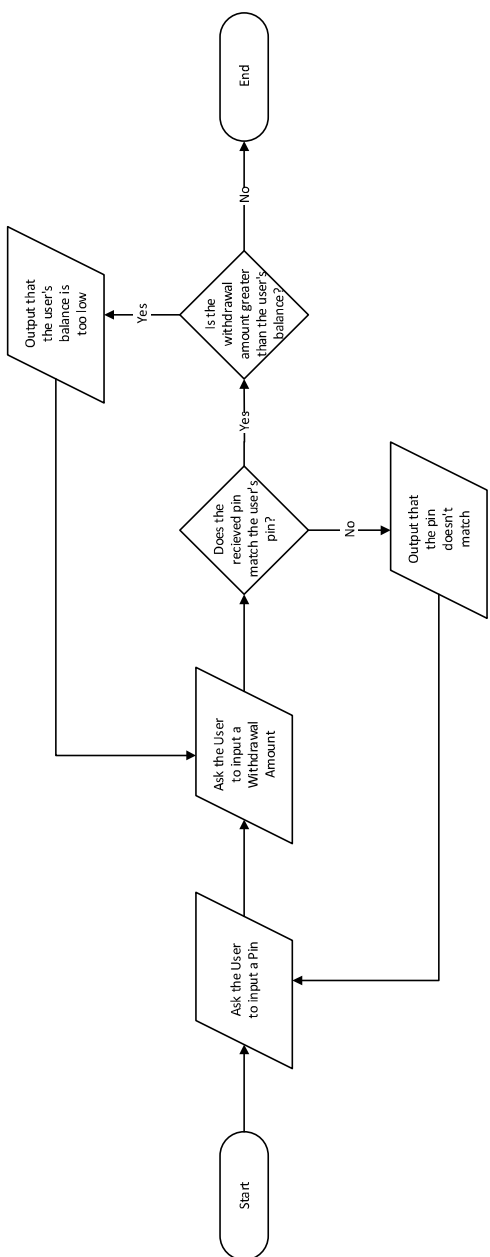 Start
Ask the User
to input a Pin
Ask the User
to input a
Withdrawal
Amount
Does the
recieved pin
match the user's
pin?
Yes
No
Output that
the pin
doesn't
match
Is the
withdrawal
amount greater
than the user's
balance?
Yes
Output that
the user's
balance is
too low
No
End